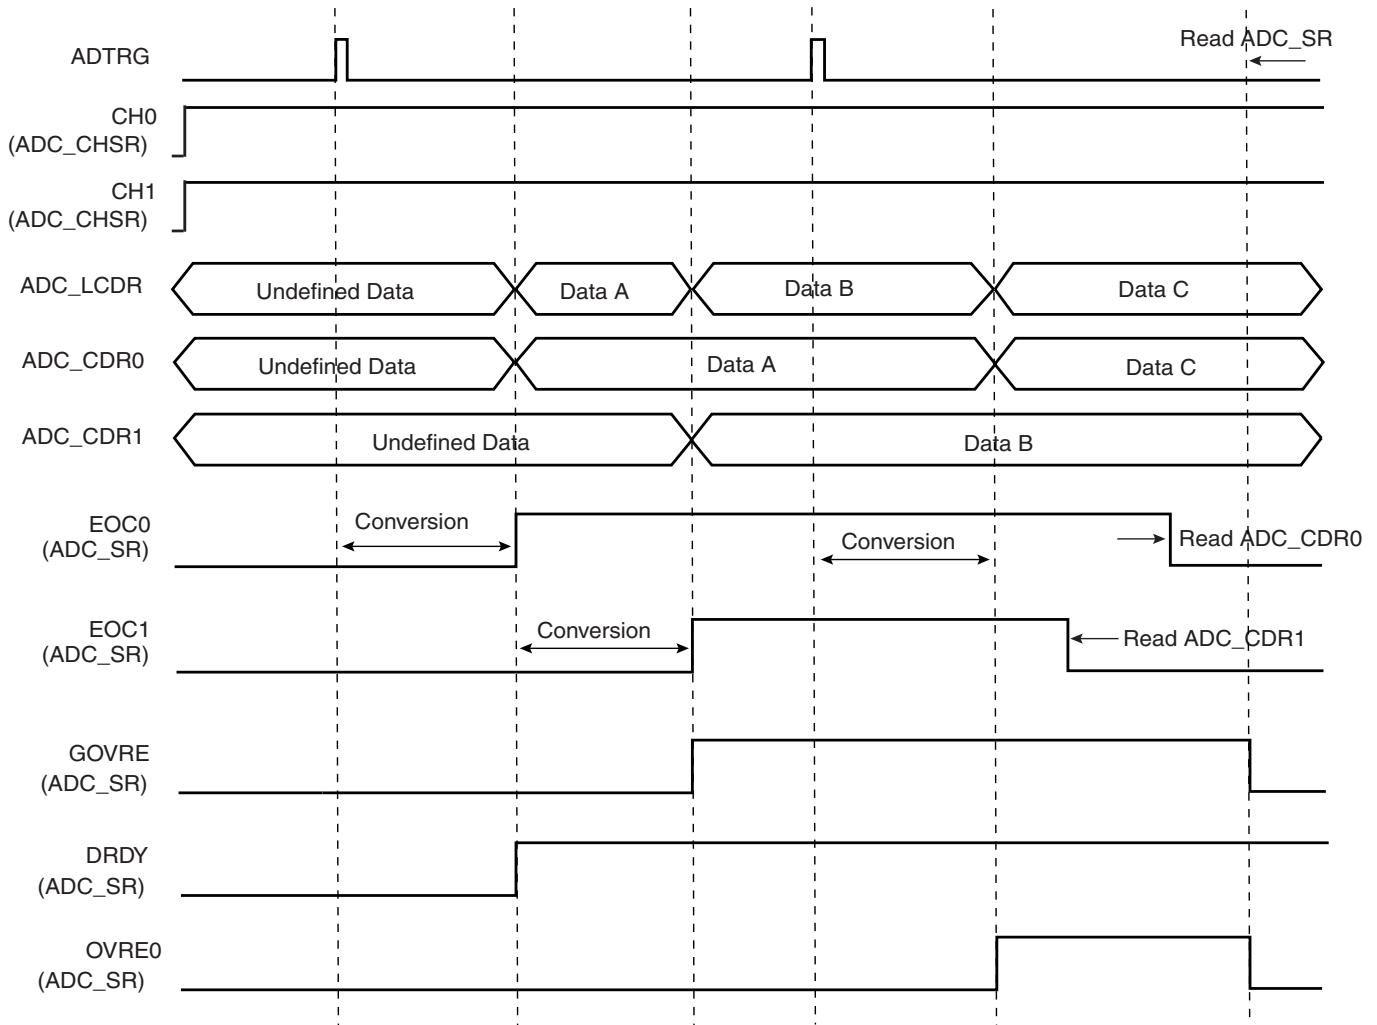 Read ADC_SR
ADTRG
CH0
(ADC_CHSR)
CH1
(ADC_CHSR)
ADC_LCDR
Undefined Data
Data A
Data B
Data C
ADC_CDR0
Undefined Data
Data A
Data C
ADC_CDR1
Undefined Data
Data B
EOC0
(ADC_SR)
Conversion
Conversion
Read ADC_CDR0
EOC1
(ADC_SR)
Conversion
Read ADC_CDR1
GOVRE
(ADC_SR)
DRDY
(ADC_SR)
OVRE0
(ADC_SR)